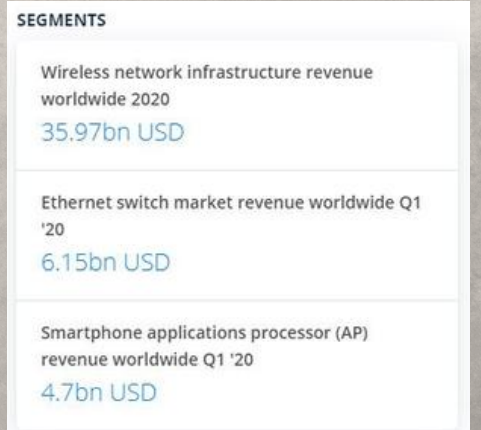 SEGMENTS
Wireless network infrastructure revenue
worldwide 2020
35.97bn USD
Ethernet switch market revenue worldwide Q1
'20
6.15bn USD
Smartphone applications processor (AP)
revenue worldwide Q1 '20
4.7bn USD